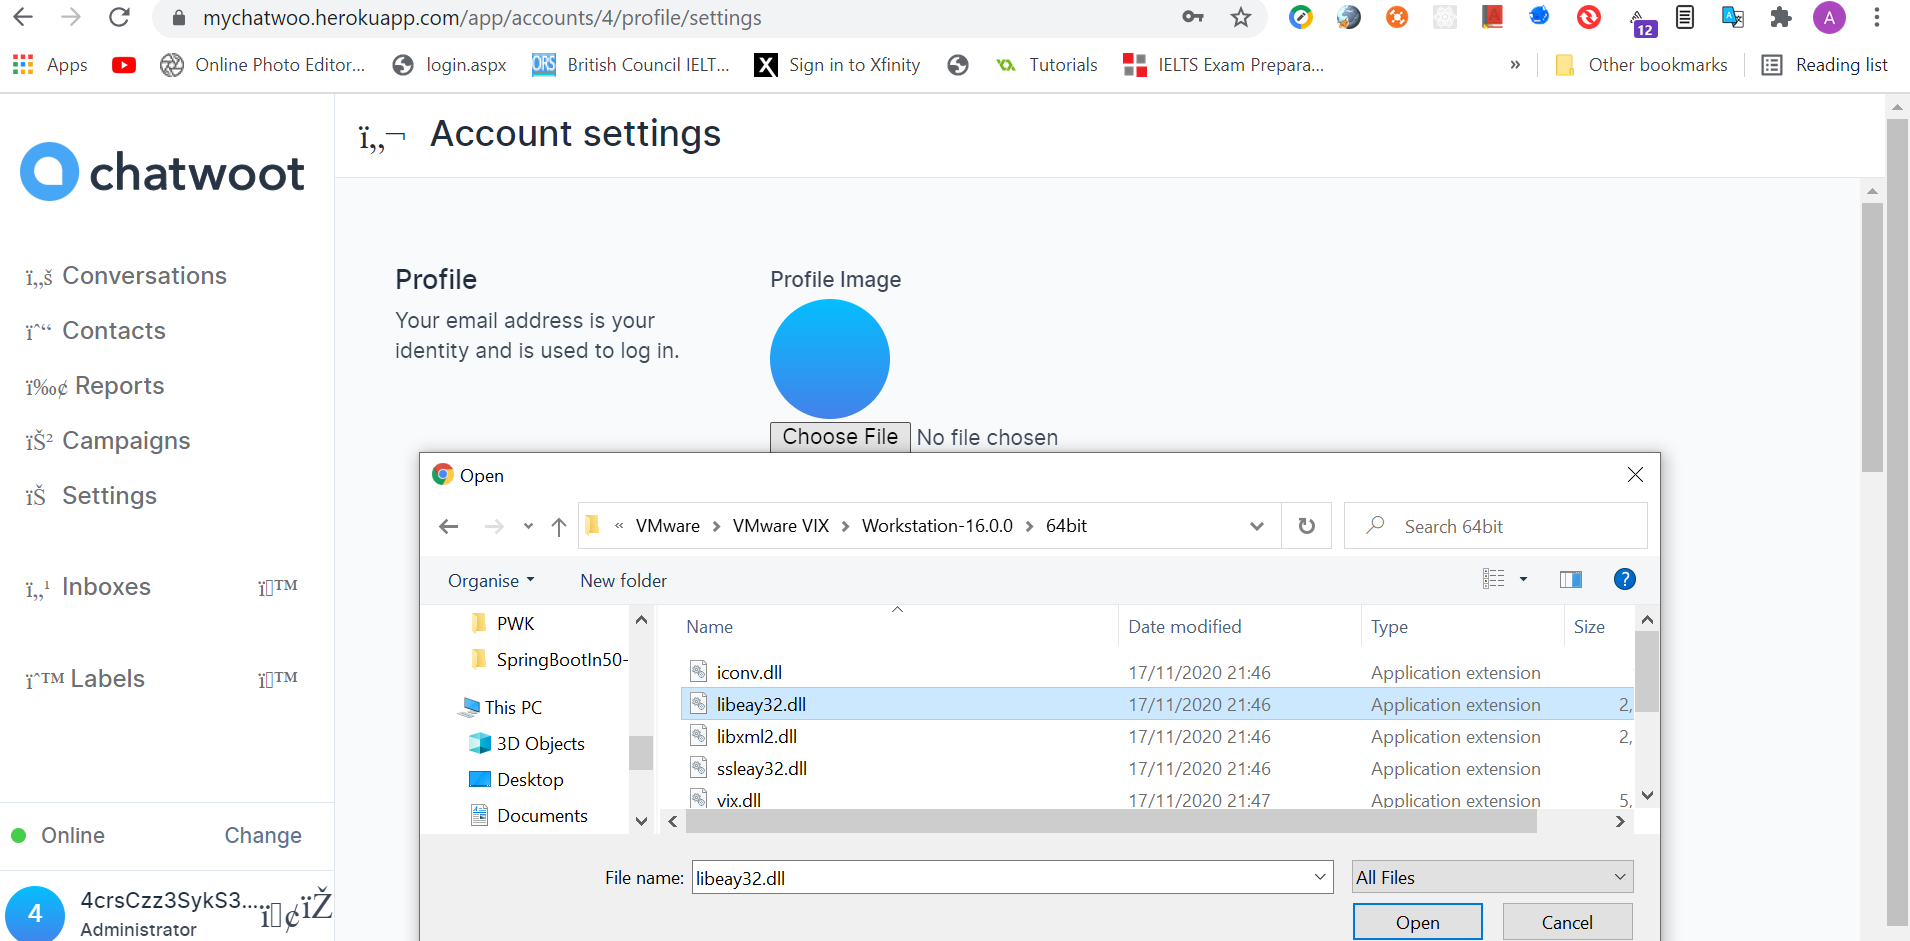 mychatwoo.herokuapp.com/app/accounts/4/profile/settings
12
A
Apps
Online Photo Editor...
login.aspx
ORS
British Council IELT...
X
Sign in to Xfinity
Tutorials
IELTS Exam Prepara...
»
Other bookmarks
Reading list
chatwoot
ï„¬ Account settings
ï„š Conversations
ïˆ“ Contacts
ï‰¢ Reports
ïŠ² Campaigns
ïŠ Settings
ï„¹ Inboxes
ï™
ïˆ™ Labels
ï™
Online
Change
4
4crsCzz3SykS3...
Administrator
ï¢
ïŽ
Profile
Your email address is your
identity and is used to log in.
Profile Image
Choose File No file chosen
Open
« VMware > VMware VIX > Workstation-16.0.0 > 64bit
Search 64bit
Organise
New folder
?
PWK
SpringBootIn50-
This PC
3D Objects
Desktop
Documents
Name Date modified Type Size
iconv.dll 17/11/2020 21:46 Application extension
libeay32.dll 17/11/2020 21:46 Application extension 2,
libxml2.dll 17/11/2020 21:46 Application extension 2,
ssleay32.dll 17/11/2020 21:46 Application extension
vix.dll 17/11/2020 21:47 Application extension 5,
File name: libeay32.dll
All Files
Open
Cancel